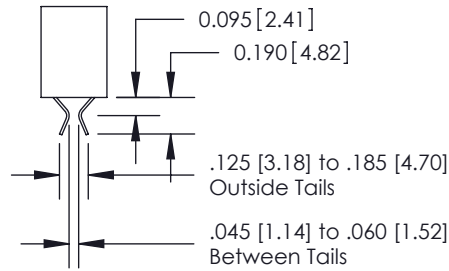 0.095[2.41]
0.190[4.82]
.125 [3.18] to .185 [4.70]
Outside Tails
.045 [1.14] to .060 [1.52]
Between Tails